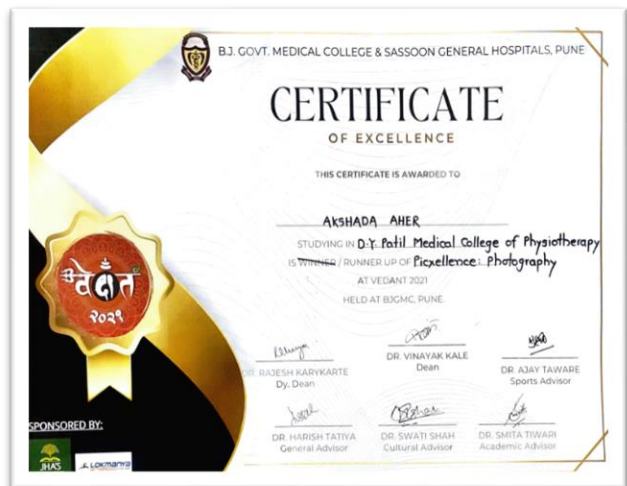 B.J. GOVT. MEDICAL COLLEGE & SASSOON GENERAL HOSPITALS, PUNE
CERTIFICATE
OF EXCELLENCE
THIS CERTIFICATE IS AWARDED TO
AKSHADA AHER
STUDYING IN D.Y. Patil Medical College of Physiotherapy
IS WINNER / RUNNER UP OF Picxellence: Photography
AT VEDANT 2021
HELD AT BJGMC, PUNE.
वेदांत
२०२१
DR. RAJESH KARYKARTE
Dy. Dean
DR. VINAYAK KALE
Dean
DR. AJAY TAWARE
Sports Advisor
DR. HARISH TATIYA
General Advisor
DR. SWATI SHAH
Cultural Advisor
DR. SMITA TIWARI
Academic Advisor
SPONSORED BY:
JHA'S
LOKMANYA